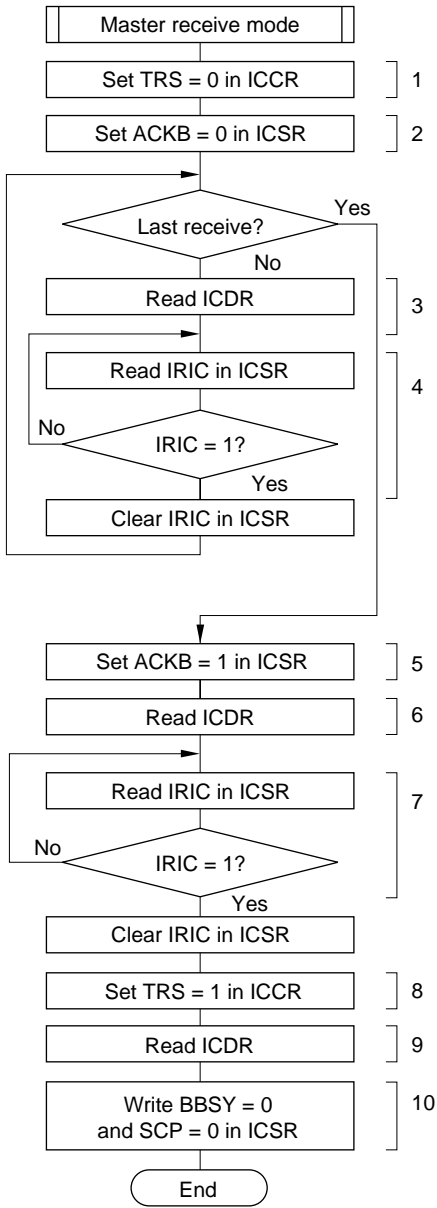 Master receive mode
Set TRS = 0 in ICCR
1
Set ACKB = 0 in ICSR
2
Last receive?
Yes
No
Read ICDR
3
Read IRIC in ICSR
4
No
IRIC = 1?
Yes
Clear IRIC in ICSR
Set ACKB = 1 in ICSR
5
Read ICDR
6
Read IRIC in ICSR
7
No
IRIC = 1?
Yes
Clear IRIC in ICSR
Set TRS = 1 in ICCR
8
Read ICDR
9
Write BBSY = 0
and SCP = 0 in ICSR
10
End